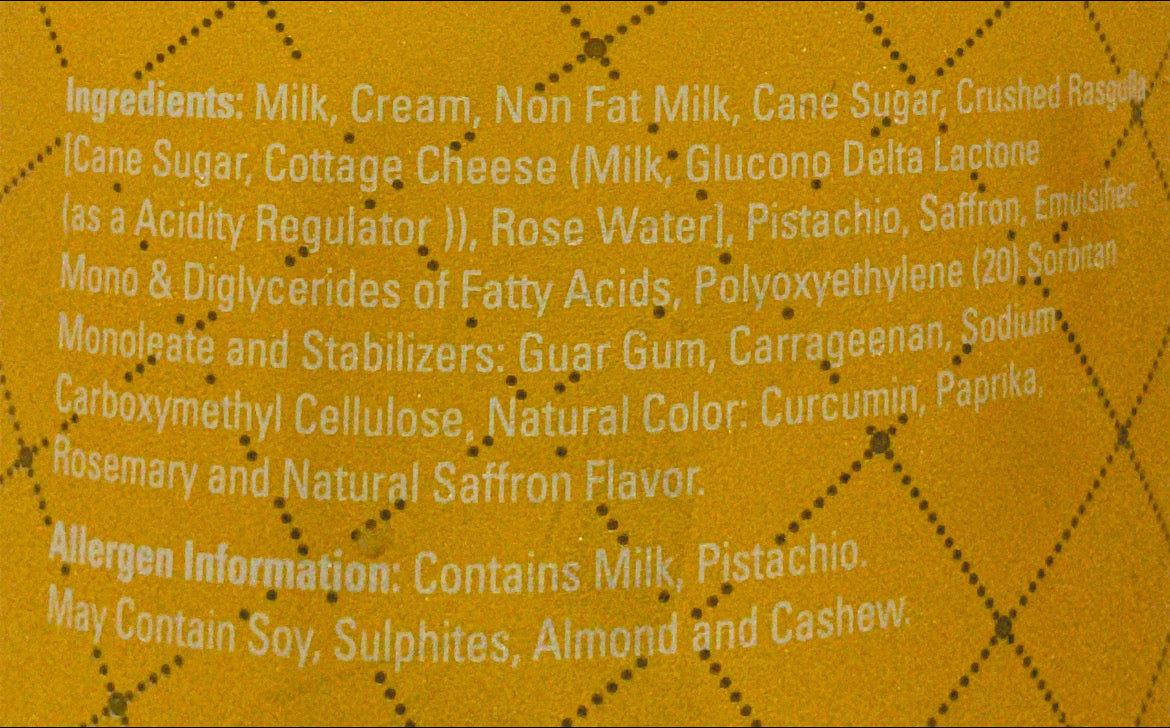 Ingredients: Milk, Cream, Non Fat Milk, Cane Sugar, Crushed Rasgulla
[Cane Sugar, Cottage Cheese (Milk, Glucono Delta Lactone
(as a Acidity Regulator )), Rose Water], Pistachio, Saffron, Emulsifier:
Mono & Diglycerides of Fatty Acids, Polyoxyethylene (20) Sorbitan
Monoleate and Stabilizers: Guar Gum, Carrageenan, Sodium
Carboxymethyl Cellulose, Natural Color: Curcumin, Paprika,
Rosemary and Natural Saffron Flavor.
Allergen Information: Contains Milk, Pistachio.
May Contain Soy, Sulphites, Almond and Cashew.